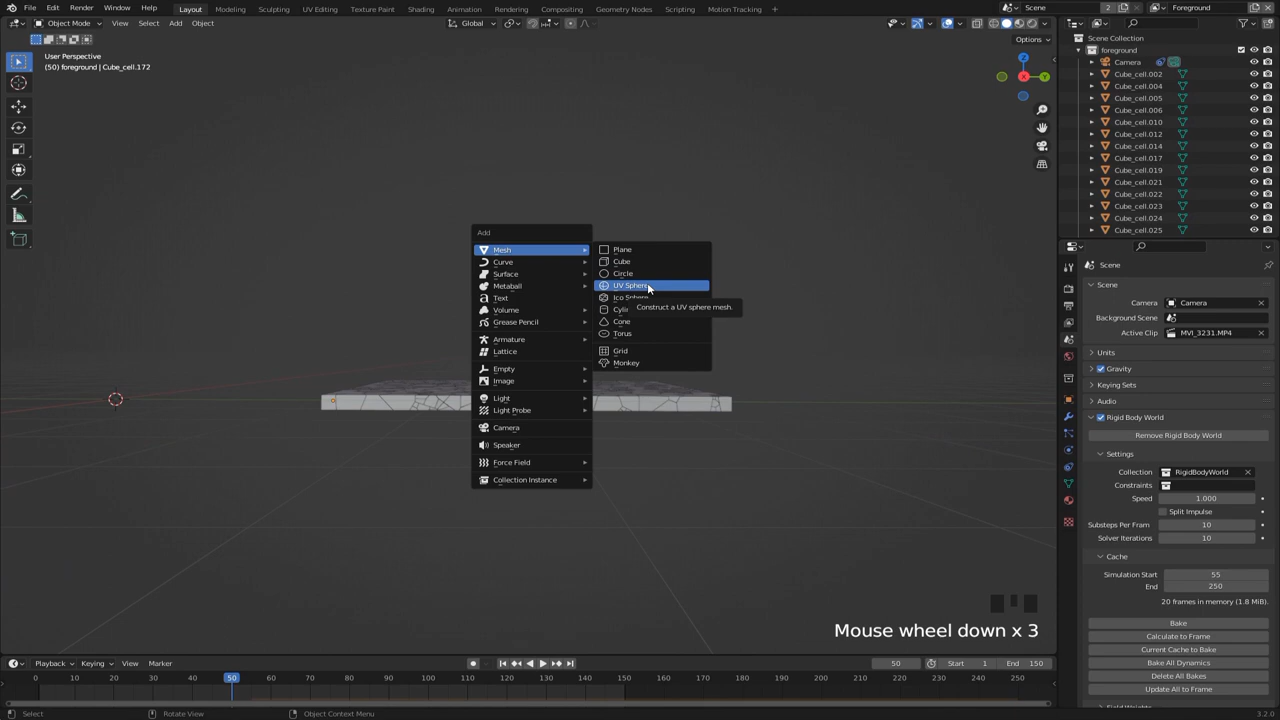 File Edit Render Window Help Layout Modeling Sculpting UV Editing Texture Paint Shading Animation Rendering Compositing Geometry Nodes Scripting Motion Tracking Scene 2 Foreground
Object Mode View Select Add Object Global
Options
User Perspective
(50) foreground | Cube_cell.172
Z
Y
X
Add
Mesh
Curve
Surface
Metaball
Text
Volume
Grease Pencil
Armature
Lattice
Empty
Image
Light
Light Probe
Camera
Speaker
Force Field
Collection Instance
Plane
Cube
Circle
UV Sphere
Ico Sphere
Construct a UV sphere mesh.
Cone
Torus
Grid
Monkey
Mouse wheel down x 3
Scene Collection
foreground
Camera
Cube_cell.002
Cube_cell.004
Cube_cell.005
Cube_cell.006
Cube_cell.010
Cube_cell.012
Cube_cell.014
Cube_cell.017
Cube_cell.019
Cube_cell.021
Cube_cell.022
Cube_cell.023
Cube_cell.024
Cube_cell.025
Scene
Scene
Camera Camera
Background Scene
Active Clip MVI_3231.MP4
Units
Gravity
Keying Sets
Audio
Rigid Body World
Remove Rigid Body World
Settings
Collection RigidBodyWorld
Constraints
Speed 1.000
Split Impulse
Substeps Per Fram 10
Solver Iterations 10
Cache
Simulation Start 55
End 250
20 frames in memory (1.8 MiB).
Bake
Calculate to Frame
Current Cache to Bake
Bake All Dynamics
Delete All Bakes
Update All to Frame
Playback Keying View Marker 50 Start 1 End 150
0 10 20 30 40 50 60 70 80 90 100 110 120 130 140 150 160 170 180 190 200 210 220 230 240 250
Select Rotate View Object Context Menu 3.2.0